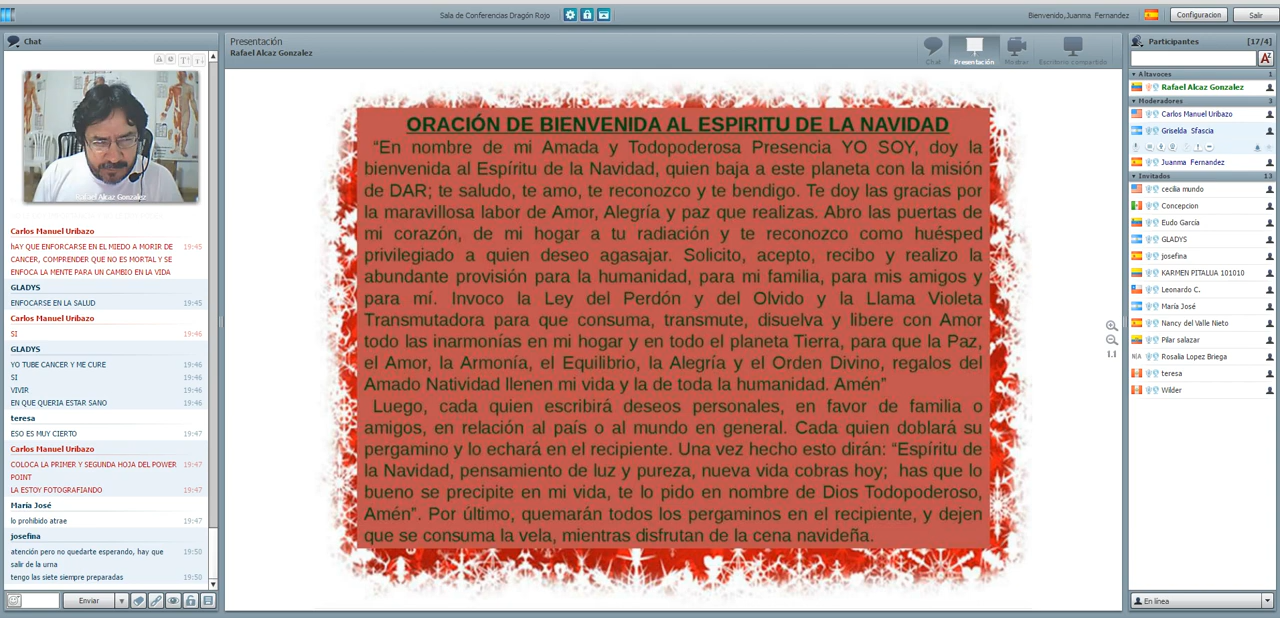 Sala de Conferencias Dragón Rojo
Bienvenido,Juanma Fernandez
Configuracion
Salir
Chat
Rafael Alcaz Gonzalez
Carlos Manuel Uribazo
hAY QUE ENFORCARSE EN EL MIEDO A MORIR DE 19:45
CANCER, COMPRENDER QUE NO ES MORTAL Y SE
ENFOCA LA MENTE PARA UN CAMBIO EN LA VIDA
GLADYS
ENFOCARSE EN LA SALUD 19:45
Carlos Manuel Uribazo
SI 19:46
GLADYS
YO TUBE CANCER Y ME CURE 19:46
SI 19:46
VIVIR 19:46
EN QUE QUERIA ESTAR SANO 19:46
teresa
ESO ES MUY CIERTO 19:47
Carlos Manuel Uribazo
COLOCA LA PRIMER Y SEGUNDA HOJA DEL POWER 19:47
POINT
LA ESTOY FOTOGRAFIANDO 19:47
María José
lo prohibido atrae 19:47
josefina
atención pero no quedarte esperando, hay que 19:50
salir de la urna
tengo las siete siempre preparadas 19:50
Enviar
Presentación
Rafael Alcaz Gonzalez
Chat
Presentación
Mostrar
Escritorio compartido
ORACIÓN DE BIENVENIDA AL ESPIRITU DE LA NAVIDAD
“En nombre de mi Amada y Todopoderosa Presencia YO SOY, doy la
bienvenida al Espíritu de la Navidad, quien baja a este planeta con la misión
de DAR; te saludo, te amo, te reconozco y te bendigo. Te doy las gracias por
la maravillosa labor de Amor, Alegría y paz que realizas. Abro las puertas de
mi corazón, de mi hogar a tu radiación y te reconozco como huésped
privilegiado a quien deseo agasajar. Solicito, acepto, recibo y realizo la
abundante provisión para la humanidad, para mi familia, para mis amigos y
para mí. Invoco la Ley del Perdón y del Olvido y la Llama Violeta
Transmutadora para que consuma, transmute, disuelva y libere con Amor
todo las inarmonías en mi hogar y en todo el planeta Tierra, para que la Paz,
el Amor, la Armonía, el Equilibrio, la Alegría y el Orden Divino, regalos del
Amado Natividad llenen mi vida y la de toda la humanidad. Amén”
Luego, cada quien escribirá deseos personales, en favor de familia o
amigos, en relación al país o al mundo en general. Cada quien doblará su
pergamino y lo echará en el recipiente. Una vez hecho esto dirán: “Espíritu de
la Navidad, pensamiento de luz y pureza, nueva vida cobras hoy; has que lo
bueno se precipite en mi vida, te lo pido en nombre de Dios Todopoderoso,
Amén”. Por último, quemarán todos los pergaminos en el recipiente, y dejen
que se consuma la vela, mientras disfrutan de la cena navideña.
1.1
Participantes [17/4]
Altavoces 1
Rafael Alcaz Gonzalez
Moderadores 3
Carlos Manuel Uribazo
Griselda Sfascia
Juanma Fernandez
Invitados 13
cecilia mundo
Concepcion
Eudo García
GLADYS
josefina
KARMEN PITALUA 101010
Leonardo C.
María José
Nancy del Valle Nieto
Pilar salazar
N/A Rosalia Lopez Briega
teresa
Wilder
En línea